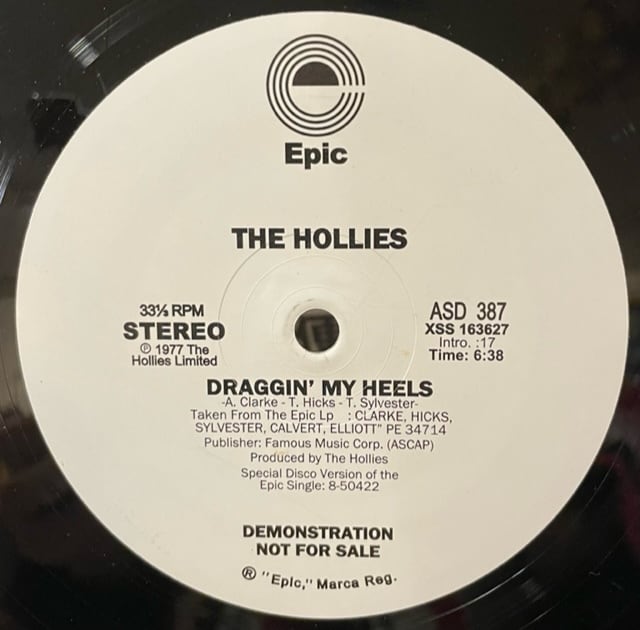 Epic
THE HOLLIES
33⅓ RPM
STEREO
℗ 1977 The
Hollies Limited
ASD 387
XSS 163627
Intro. :17
Time: 6:38
DRAGGIN' MY HEELS
-A. Clarke - T. Hicks - T. Sylvester-
Taken From The Epic Lp : CLARKE, HICKS,
SYLVESTER, CALVERT, ELLIOTT" PE 34714
Publisher: Famous Music Corp. (ASCAP)
Produced by The Hollies
Special Disco Version of the
Epic Single: 8-50422
DEMONSTRATION
NOT FOR SALE
® "Epic," Marca Reg.